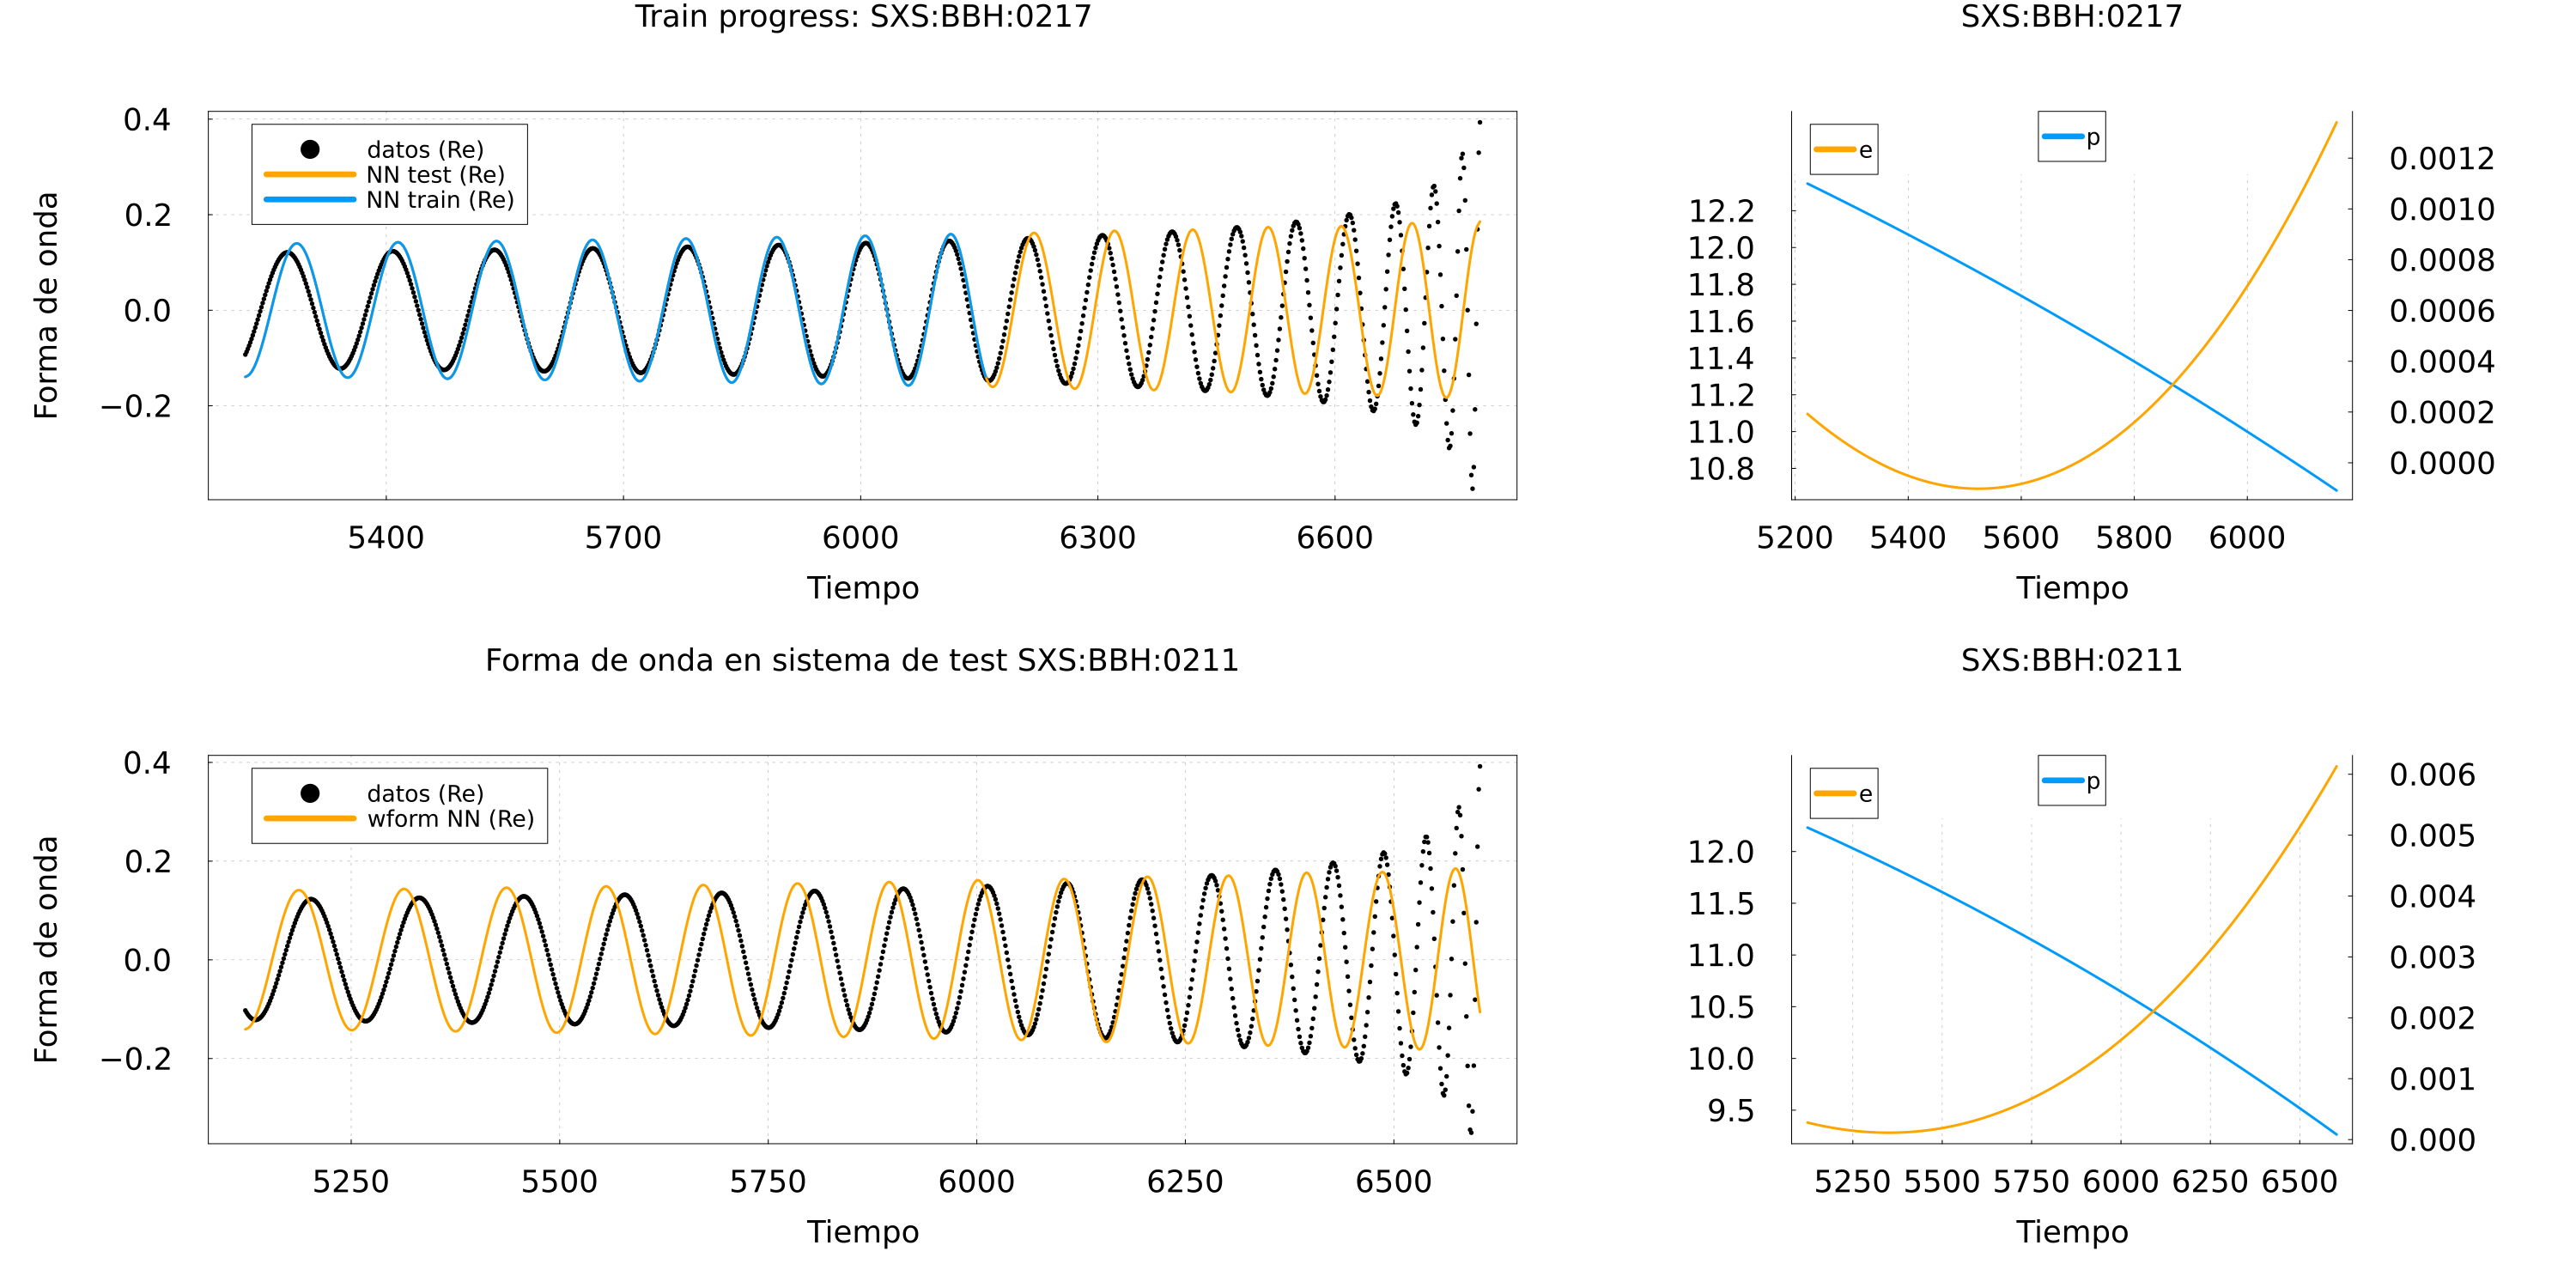 Train progress: SXS:BBH:0217
datos (Re)
NN test (Re)
NN train (Re)
Forma de onda
0.4
0.2
0.0
−0.2
5400 5700 6000 6300 6600
Tiempo
SXS:BBH:0217
e
p
12.2
12.0
11.8
11.6
11.4
11.2
11.0
10.8
0.0012
0.0010
0.0008
0.0006
0.0004
0.0002
0.0000
5200 5400 5600 5800 6000
Tiempo
Forma de onda en sistema de test SXS:BBH:0211
datos (Re)
wform NN (Re)
Forma de onda
0.4
0.2
0.0
−0.2
5250 5500 5750 6000 6250 6500
Tiempo
SXS:BBH:0211
e
p
12.0
11.5
11.0
10.5
10.0
9.5
0.006
0.005
0.004
0.003
0.002
0.001
0.000
5250 5500 5750 6000 6250 6500
Tiempo